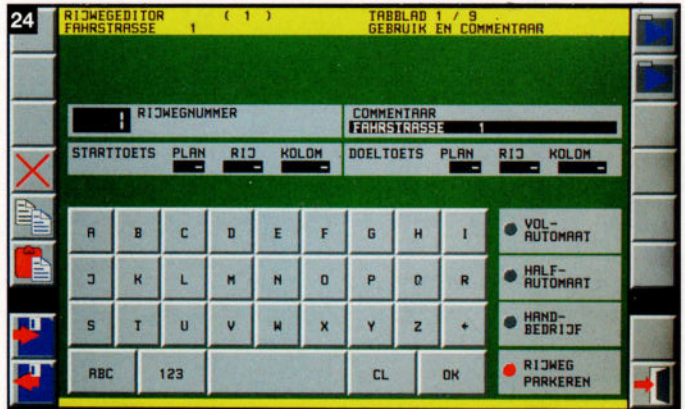 24
RIJWEGEDITOR ( 1 ) TABBLAD 1 / 9
FAHRSTRASSE 1 GEBRUIK EN COMMENTAAR
1 RIJWEGNUMMER
COMMENTAAR
FAHRSTRASSE 1
STARTTOETS PLAN RIJ KOLOM
- - -
DOELTOETS PLAN RIJ KOLOM
- - -
A B C D E F G H I
J K L M N O P Q R
S T U V W X Y Z ←
ABC 123 CL OK
VOL-
AUTOMAAT
HALF-
AUTOMAAT
HAND-
BEDRIJF
RIJWEG
PARKEREN